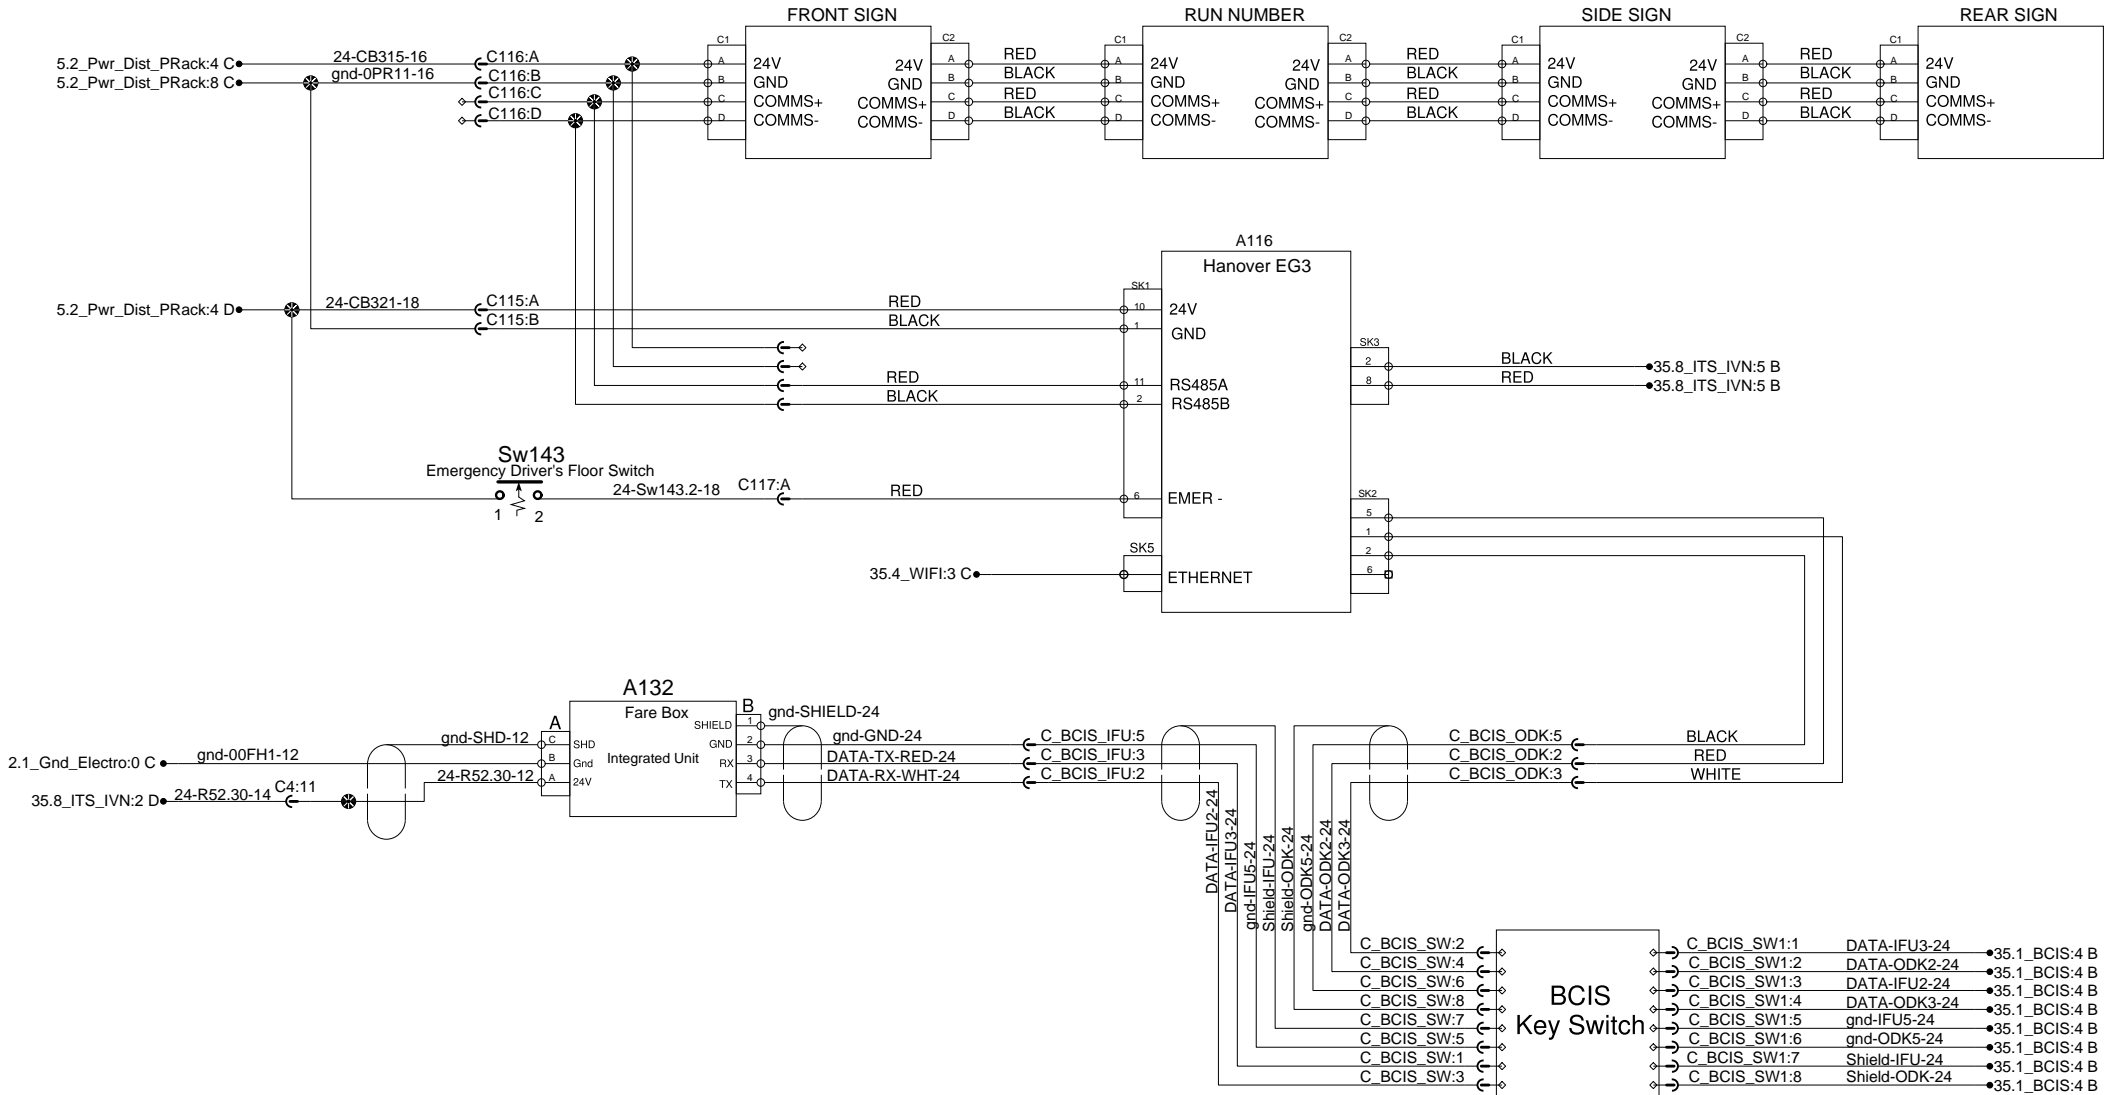 FRONT SIGN
RUN NUMBER
SIDE SIGN
REAR SIGN
5.2_Pwr_Dist_PRack:4 C
24-CB315-16
C116:A
5.2_Pwr_Dist_PRack:8 C
gnd-0PR11-16
C116:B
C116:C
C116:D
C1
A
B
C
D
24V
GND
COMMS+
COMMS-
24V
GND
COMMS+
COMMS-
C2
A
B
C
D
RED
BLACK
RED
BLACK
C1
A
B
C
D
24V
GND
COMMS+
COMMS-
24V
GND
COMMS+
COMMS-
C2
A
B
C
D
RED
BLACK
RED
BLACK
C1
A
B
C
D
24V
GND
COMMS+
COMMS-
24V
GND
COMMS+
COMMS-
C2
A
B
C
D
RED
BLACK
RED
BLACK
C1
A
B
C
D
24V
GND
COMMS+
COMMS-
A116
Hanover EG3
5.2_Pwr_Dist_PRack:4 D
24-CB321-18
C115:A
RED
C115:B
BLACK
RED
BLACK
SK1
10
24V
1
GND
11
RS485A
2
RS485B
6
EMER -
SK3
2
BLACK
35.8_ITS_IVN:5 B
8
RED
35.8_ITS_IVN:5 B
Sw143
Emergency Driver's Floor Switch
1
2
24-Sw143.2-18
C117:A
RED
SK2
5
1
2
6
SK5
35.4_WIFI:3 C
ETHERNET
A132
Fare Box
Integrated Unit
A
C
SHD
B
Gnd
A
24V
B
SHIELD
1
GND
2
RX
3
TX
4
gnd-SHD-12
2.1_Gnd_Electro:0 C
gnd-00FH1-12
24-R52.30-12
35.8_ITS_IVN:2 D
24-R52.30-14
C4:11
gnd-SHIELD-24
gnd-GND-24
DATA-TX-RED-24
DATA-RX-WHT-24
C_BCIS_IFU:5
C_BCIS_IFU:3
C_BCIS_IFU:2
C_BCIS_ODK:5
BLACK
C_BCIS_ODK:2
RED
C_BCIS_ODK:3
WHITE
DATA-IFU2-24
DATA-IFU3-24
gnd-IFU5-24
Shield-IFU-24
Shield-ODK-24
gnd-ODK5-24
DATA-ODK2-24
DATA-ODK3-24
C_BCIS_SW:2
C_BCIS_SW:4
C_BCIS_SW:6
C_BCIS_SW:8
C_BCIS_SW:7
C_BCIS_SW:5
C_BCIS_SW:1
C_BCIS_SW:3
BCIS
Key Switch
C_BCIS_SW1:1
DATA-IFU3-24
35.1_BCIS:4 B
C_BCIS_SW1:2
DATA-ODK2-24
35.1_BCIS:4 B
C_BCIS_SW1:3
DATA-IFU2-24
35.1_BCIS:4 B
C_BCIS_SW1:4
DATA-ODK3-24
35.1_BCIS:4 B
C_BCIS_SW1:5
gnd-IFU5-24
35.1_BCIS:4 B
C_BCIS_SW1:6
gnd-ODK5-24
35.1_BCIS:4 B
C_BCIS_SW1:7
Shield-IFU-24
35.1_BCIS:4 B
C_BCIS_SW1:8
Shield-ODK-24
35.1_BCIS:4 B